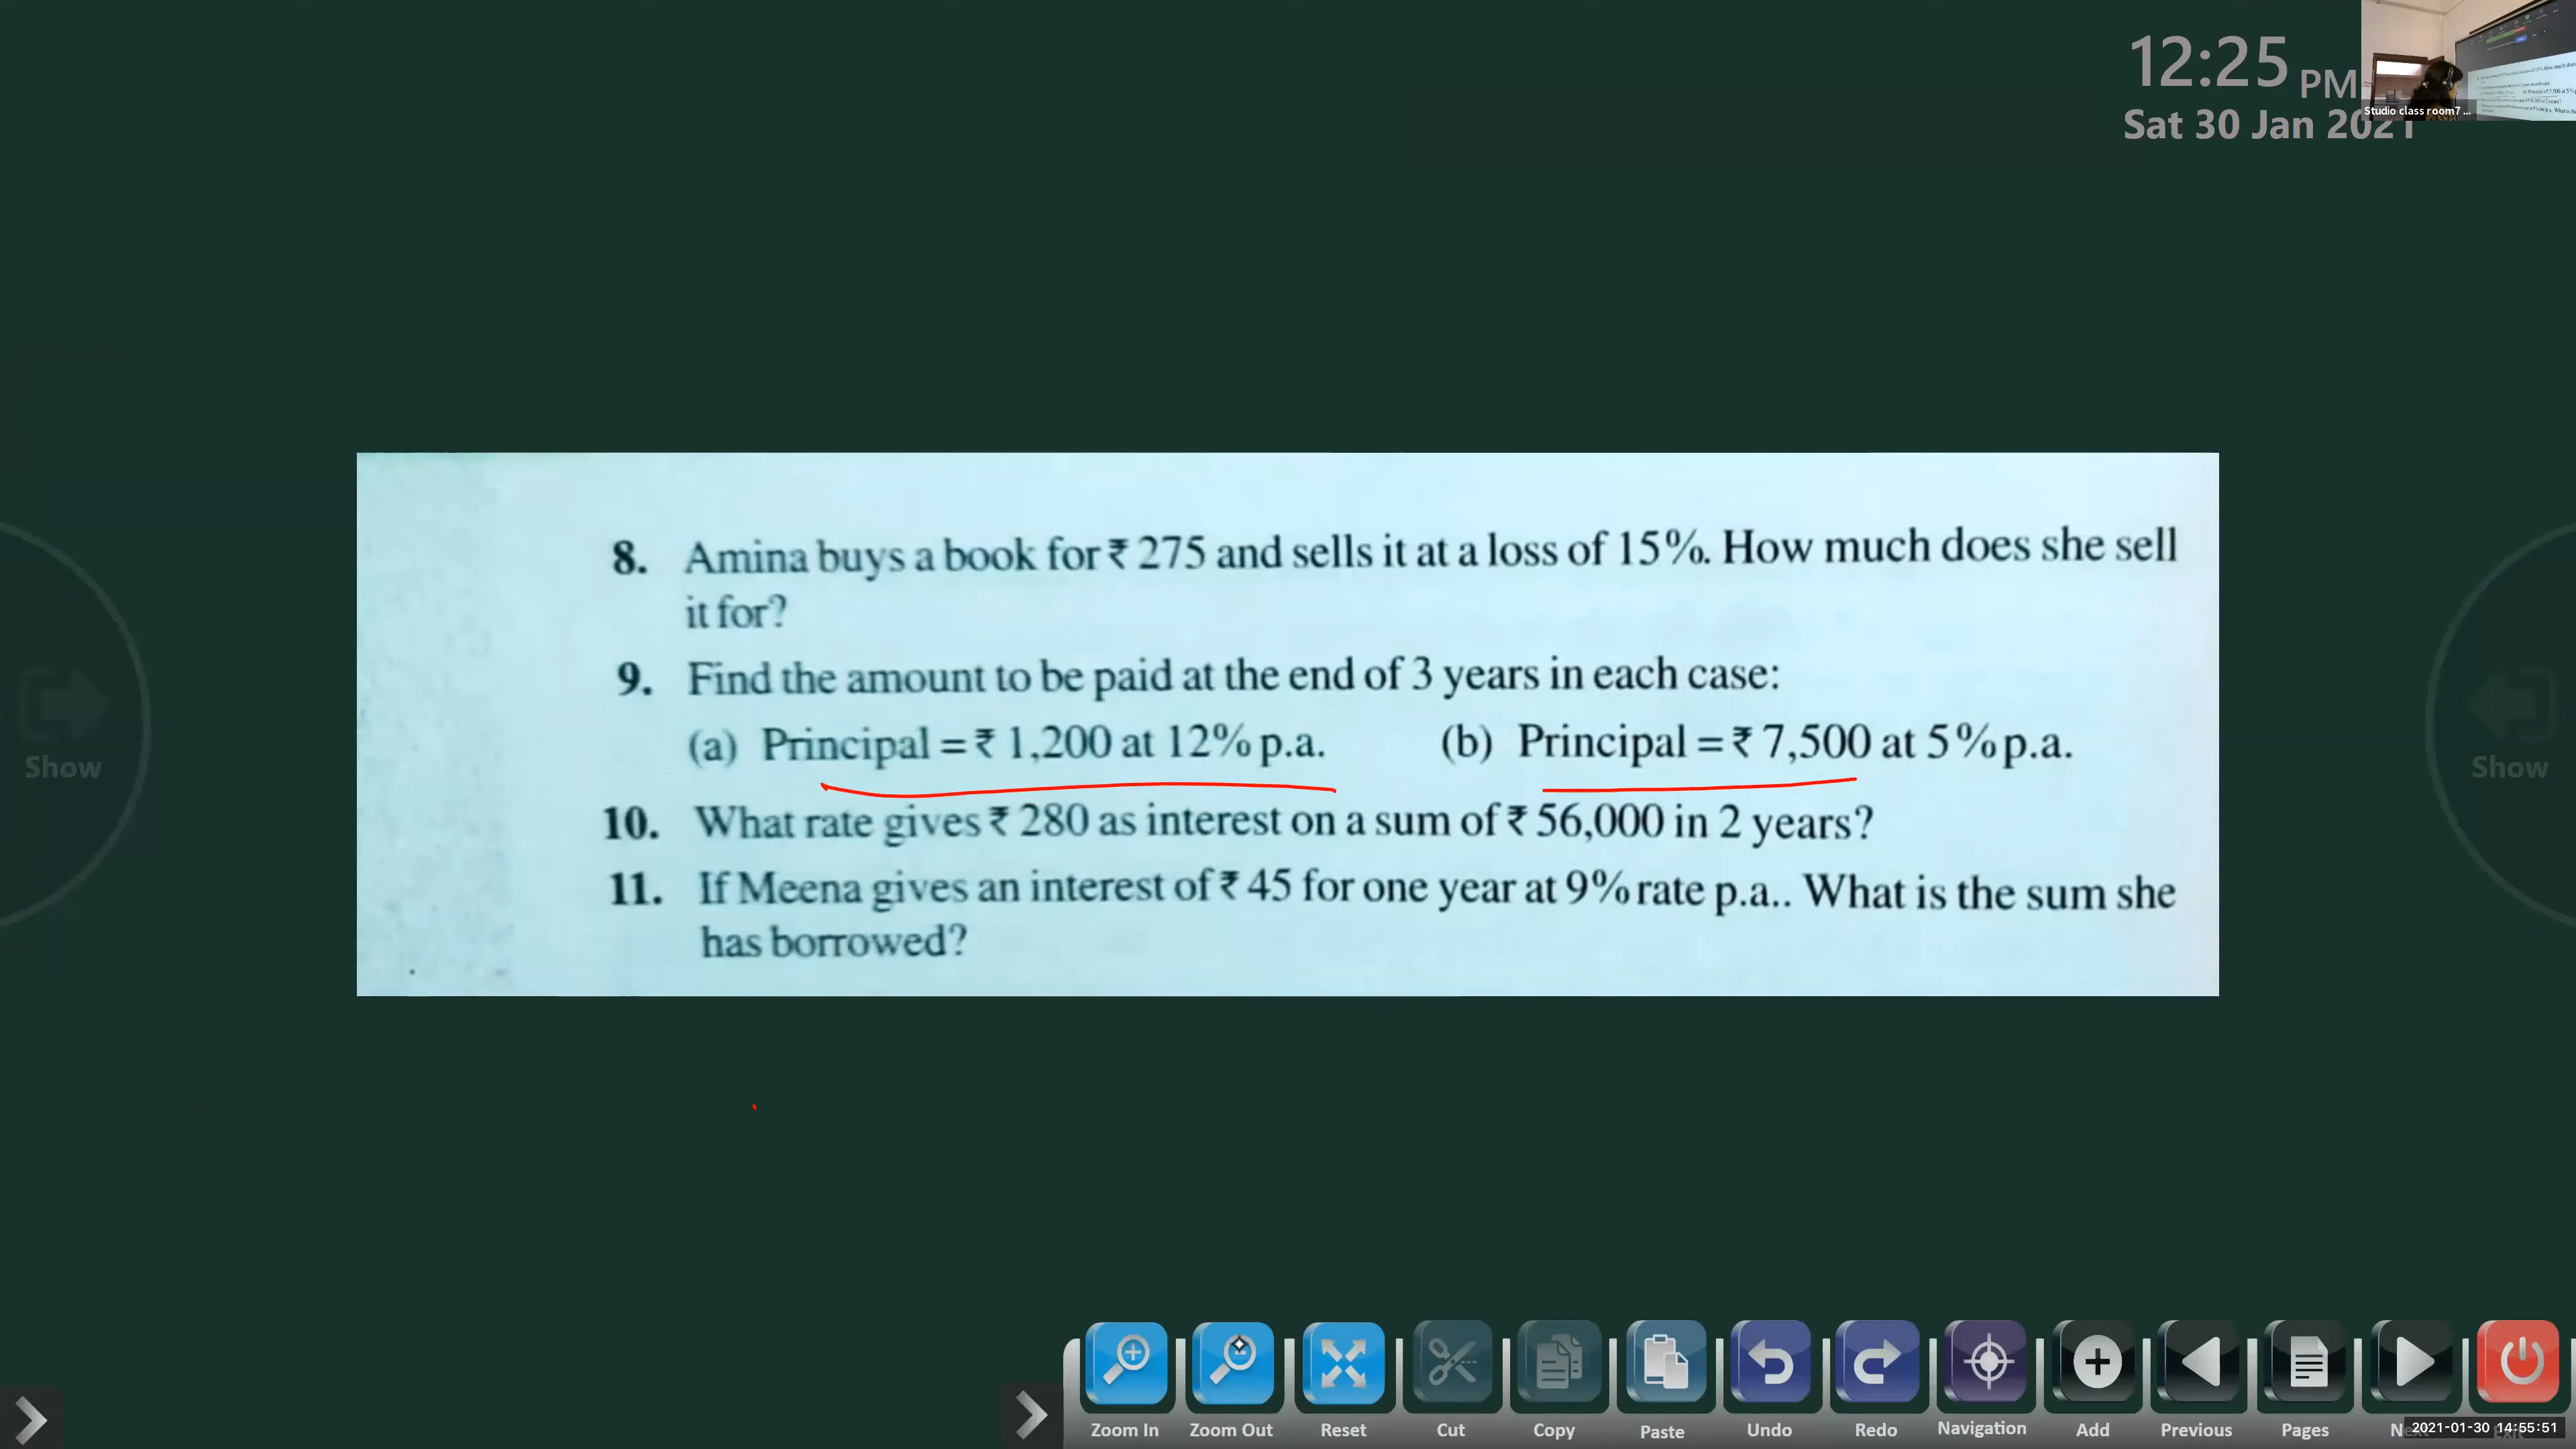 12:25 PM
Sat 30 Jan 2021
Studio class room7 ...
8. Amina buys a book for ₹ 275 and sells it at a loss of 15%. How much does she sell
it for?
9. Find the amount to be paid at the end of 3 years in each case:
(a) Principal = ₹ 1,200 at 12% p.a. (b) Principal = ₹ 7,500 at 5% p.a.
10. What rate gives ₹ 280 as interest on a sum of ₹ 56,000 in 2 years?
11. If Meena gives an interest of ₹ 45 for one year at 9% rate p.a.. What is the sum she
has borrowed?
Show
Show
Zoom In Zoom Out Reset Cut Copy Paste Undo Redo Navigation Add Previous Pages
2021-01-30 14:55:51